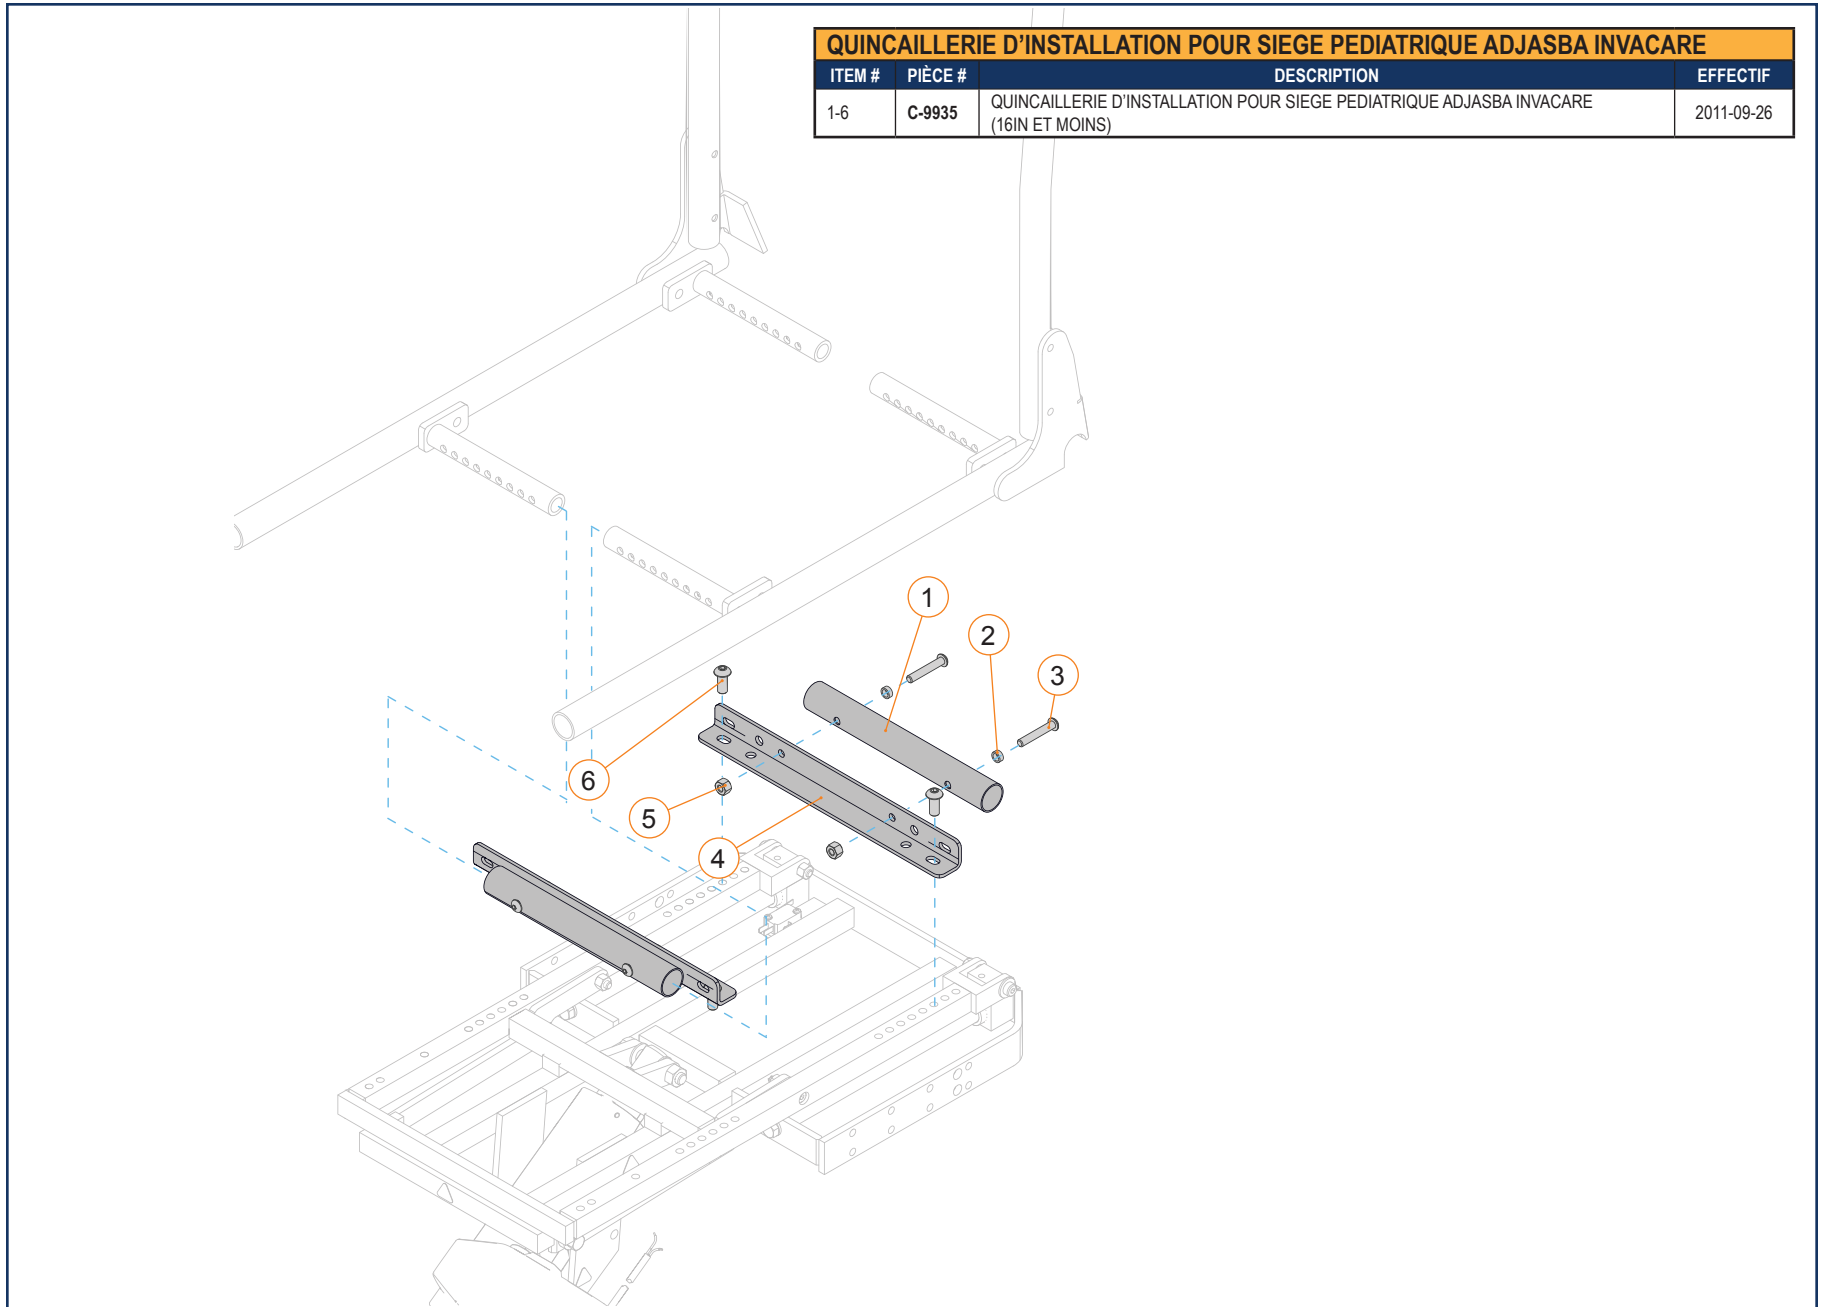 QUINCAILLERIE D'INSTALLATION POUR SIEGE PEDIATRIQUE ADJASBA INVACARE
ITEM # PIÈCE # DESCRIPTION EFFECTIF
1-6 C-9935 QUINCAILLERIE D'INSTALLATION POUR SIEGE PEDIATRIQUE ADJASBA INVACARE 2011-09-26
(16IN ET MOINS)
1
2
3
6
5
4